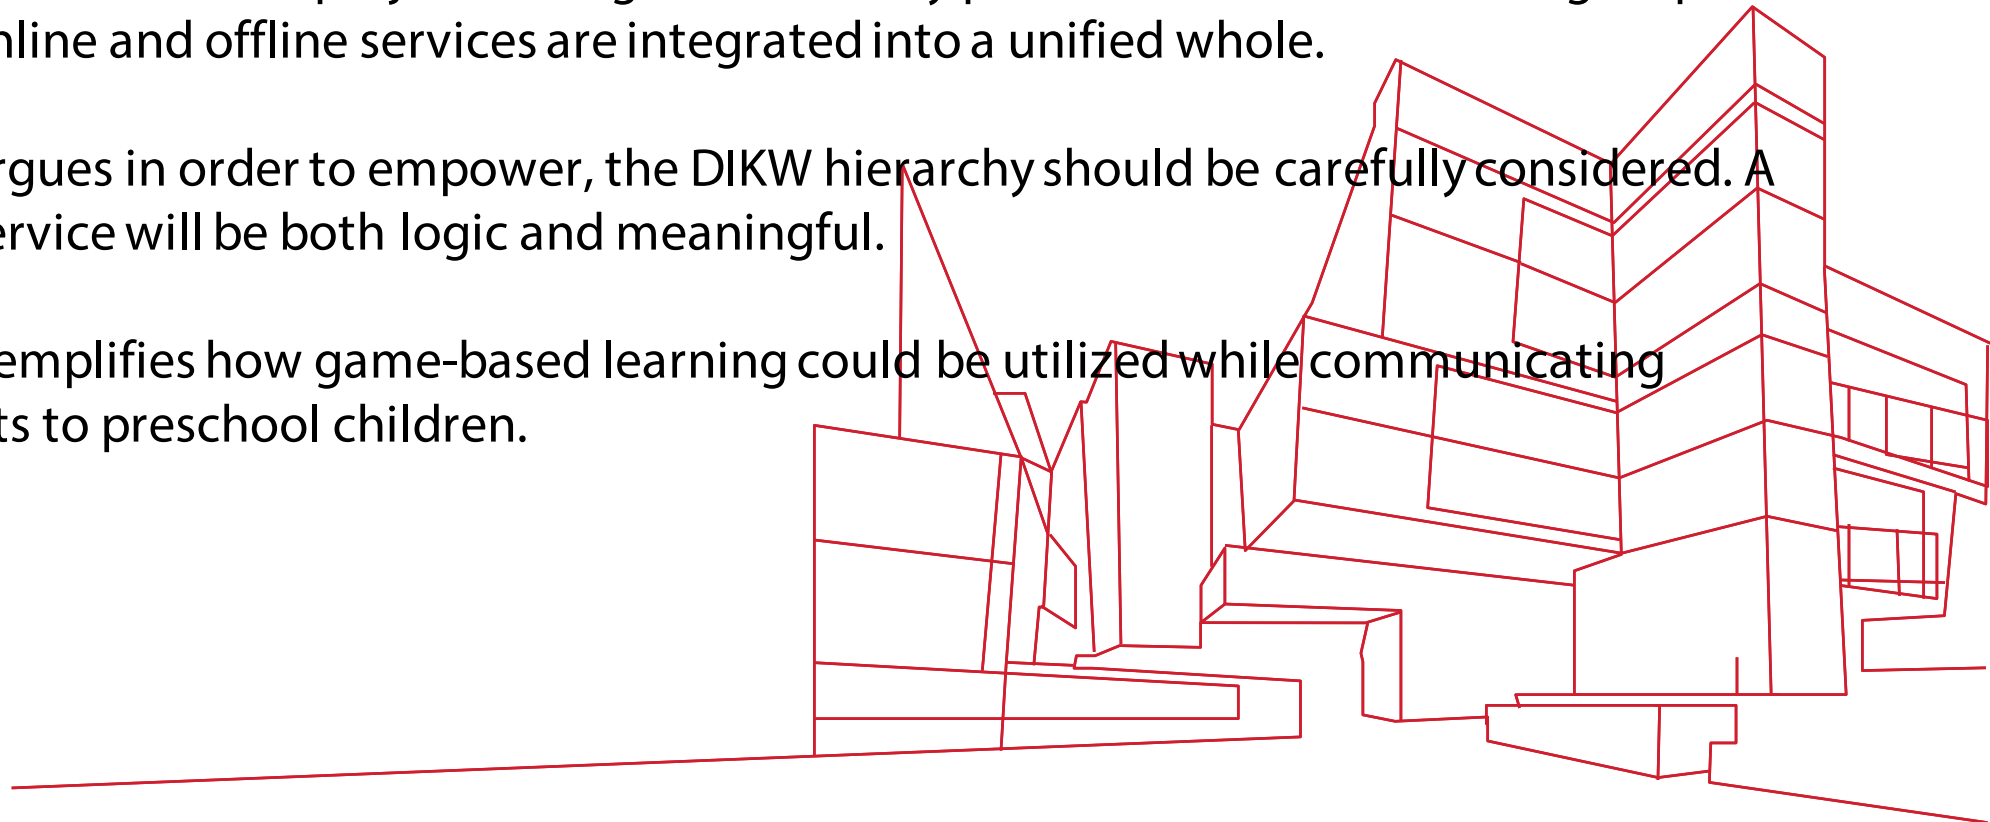 nline and offline services are integrated into a unified whole.
rgues in order to empower, the DIKW hierarchy should be carefully considered. A
ervice will be both logic and meaningful.
emplifies how game-based learning could be utilized while communicating
ts to preschool children.